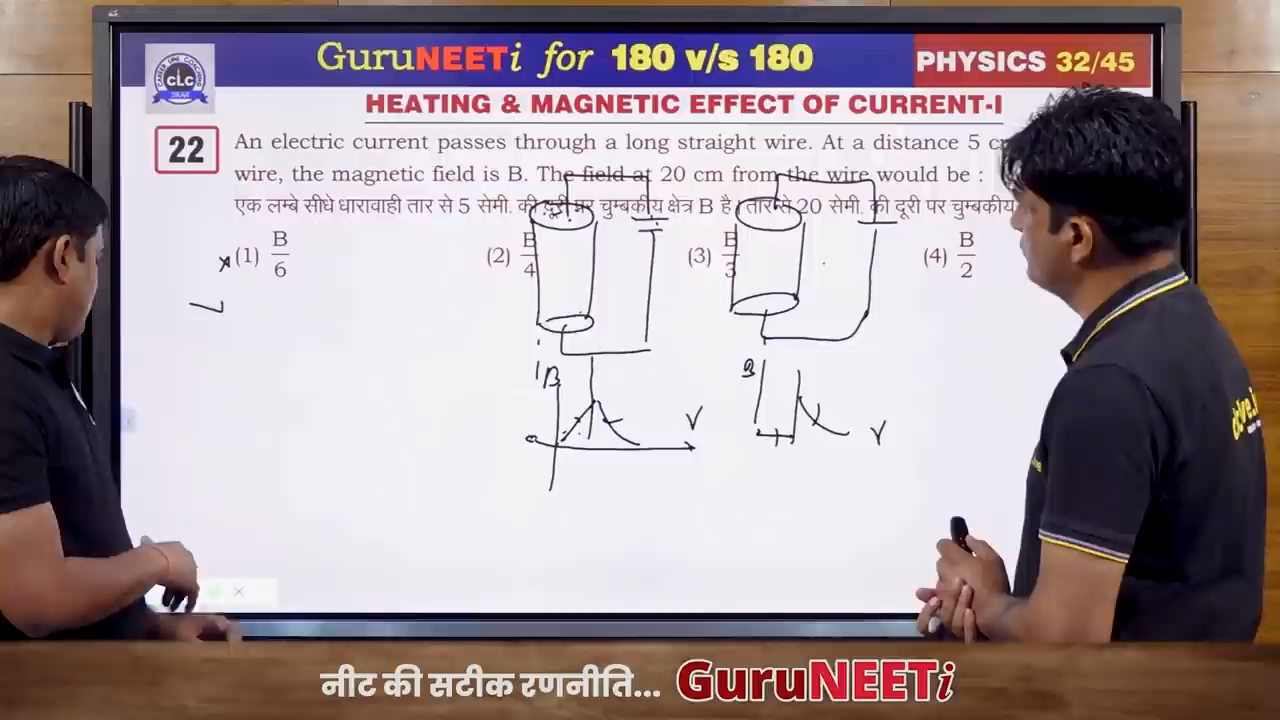 GuruNEETi for 180 v/s 180
PHYSICS 32/45
CLC
HEATING & MAGNETIC EFFECT OF CURRENT-I
22
An electric current passes through a long straight wire. At a distance 5
wire, the magnetic field is B. The field at 20 cm from the wire would be :
एक लम्बे सीधे धारावाही तार से 5 सेमी. की दूरी पर चुम्बकीय क्षेत्र B है। तार से 20 सेमी. की दूरी पर चुम्बकीय
(1) B/6 (2) B/4 (3) B/3 (4) B/2
B r
B r
नीट की सटीक रणनीति... GuruNEETi